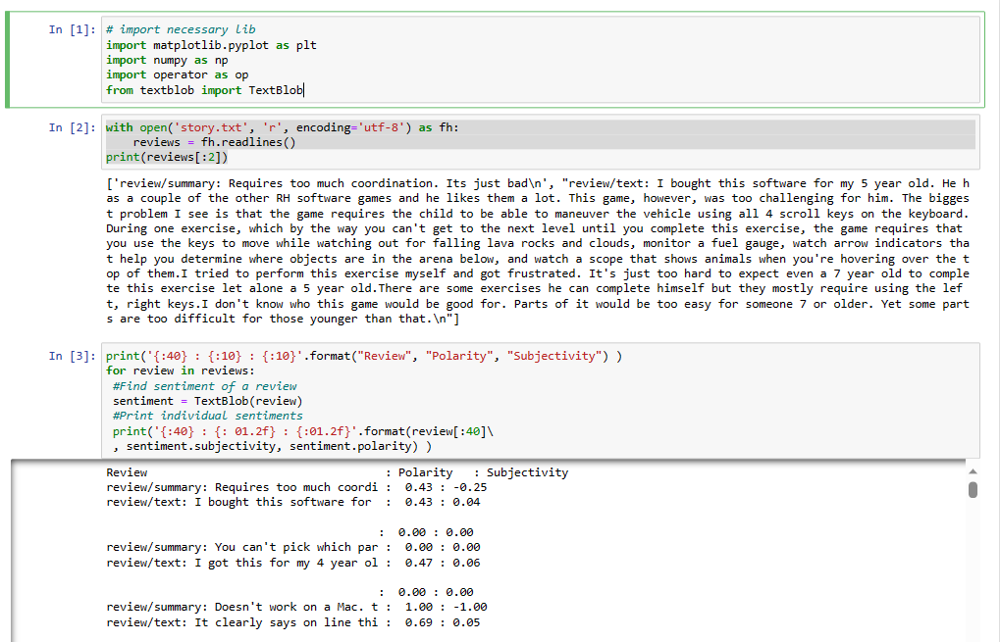 In [1]: # import necessary lib
import matplotlib.pyplot as plt
import numpy as np
import operator as op
from textblob import TextBlob
In [2]: with open('story.txt', 'r', encoding='utf-8') as fh:
    reviews = fh.readlines()
print(reviews[:2])
['review/summary: Requires too much coordination. Its just bad\n', "review/text: I bought this software for my 5 year old. He h
as a couple of the other RH software games and he likes them a lot. This game, however, was too challenging for him. The bigges
t problem I see is that the game requires the child to be able to maneuver the vehicle using all 4 scroll keys on the keyboard.
During one exercise, which by the way you can't get to the next level until you complete this exercise, the game requires that
you use the keys to move while watching out for falling lava rocks and clouds, monitor a fuel gauge, watch arrow indicators tha
t help you determine where objects are in the arena below, and watch a scope that shows animals when you're hovering over the t
op of them.I tried to perform this exercise myself and got frustrated. It's just too hard to expect even a 7 year old to comple
te this exercise let alone a 5 year old.There are some exercises he can complete himself but they mostly require using the lef
t, right keys.I don't know who this game would be good for. Parts of it would be too easy for someone 7 or older. Yet some part
s are too difficult for those younger than that.\n"]
In [3]: print('{:40} : {:10} : {:10}'.format("Review", "Polarity", "Subjectivity") )
for review in reviews:
 #Find sentiment of a review
 sentiment = TextBlob(review)
 #Print individual sentiments
 print('{:40} : {: 01.2f} : {:01.2f}'.format(review[:40]\
 , sentiment.subjectivity, sentiment.polarity) )
Review : Polarity : Subjectivity
review/summary: Requires too much coordi : 0.43 : -0.25
review/text: I bought this software for : 0.43 : 0.04
: 0.00 : 0.00
review/summary: You can't pick which par : 0.00 : 0.00
review/text: I got this for my 4 year ol : 0.47 : 0.06
: 0.00 : 0.00
review/summary: Doesn't work on a Mac. t : 1.00 : -1.00
review/text: It clearly says on line thi : 0.69 : 0.05